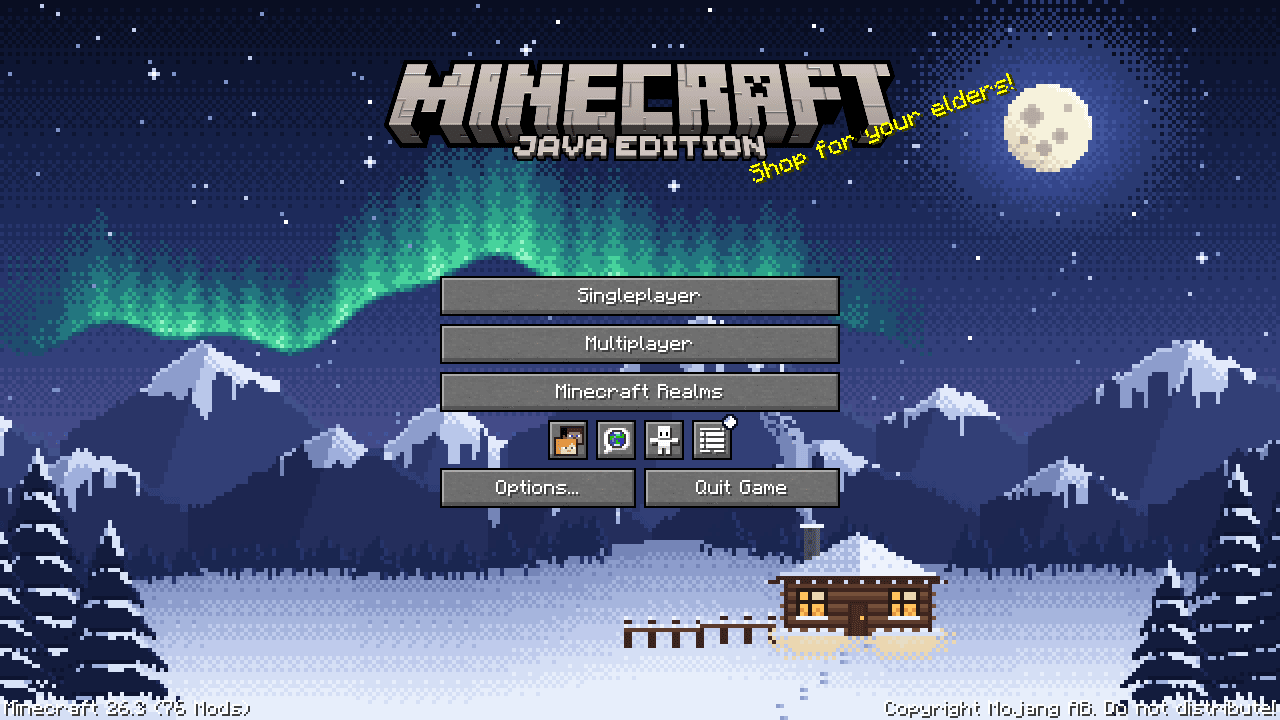 MINECRAFT
JAVA EDITION
Shop for your elders!
Singleplayer
Multiplayer
Minecraft Realms
Options...
Quit Game
Minecraft 26.3 (76 Mods)
Copyright Mojang AB. Do not distribute!